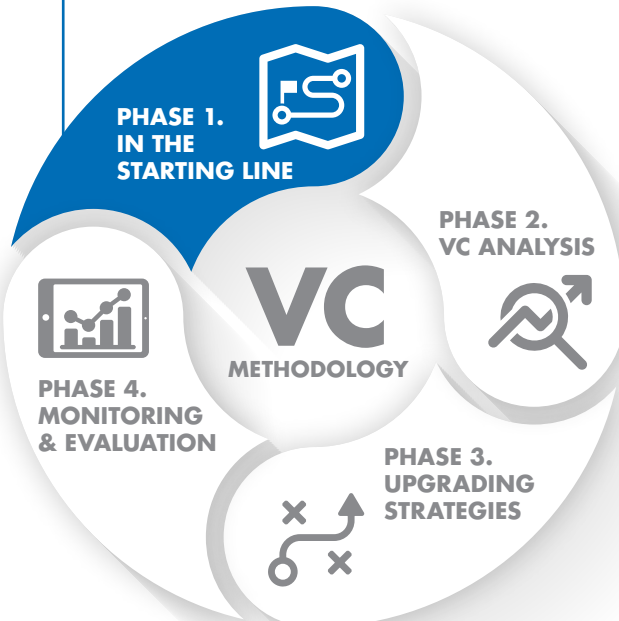 PHASE 1.
IN THE
STARTING LINE
PHASE 2.
VC ANALYSIS
VC
METHODOLOGY
PHASE 3.
UPGRADING
STRATEGIES
PHASE 4.
MONITORING
& EVALUATION